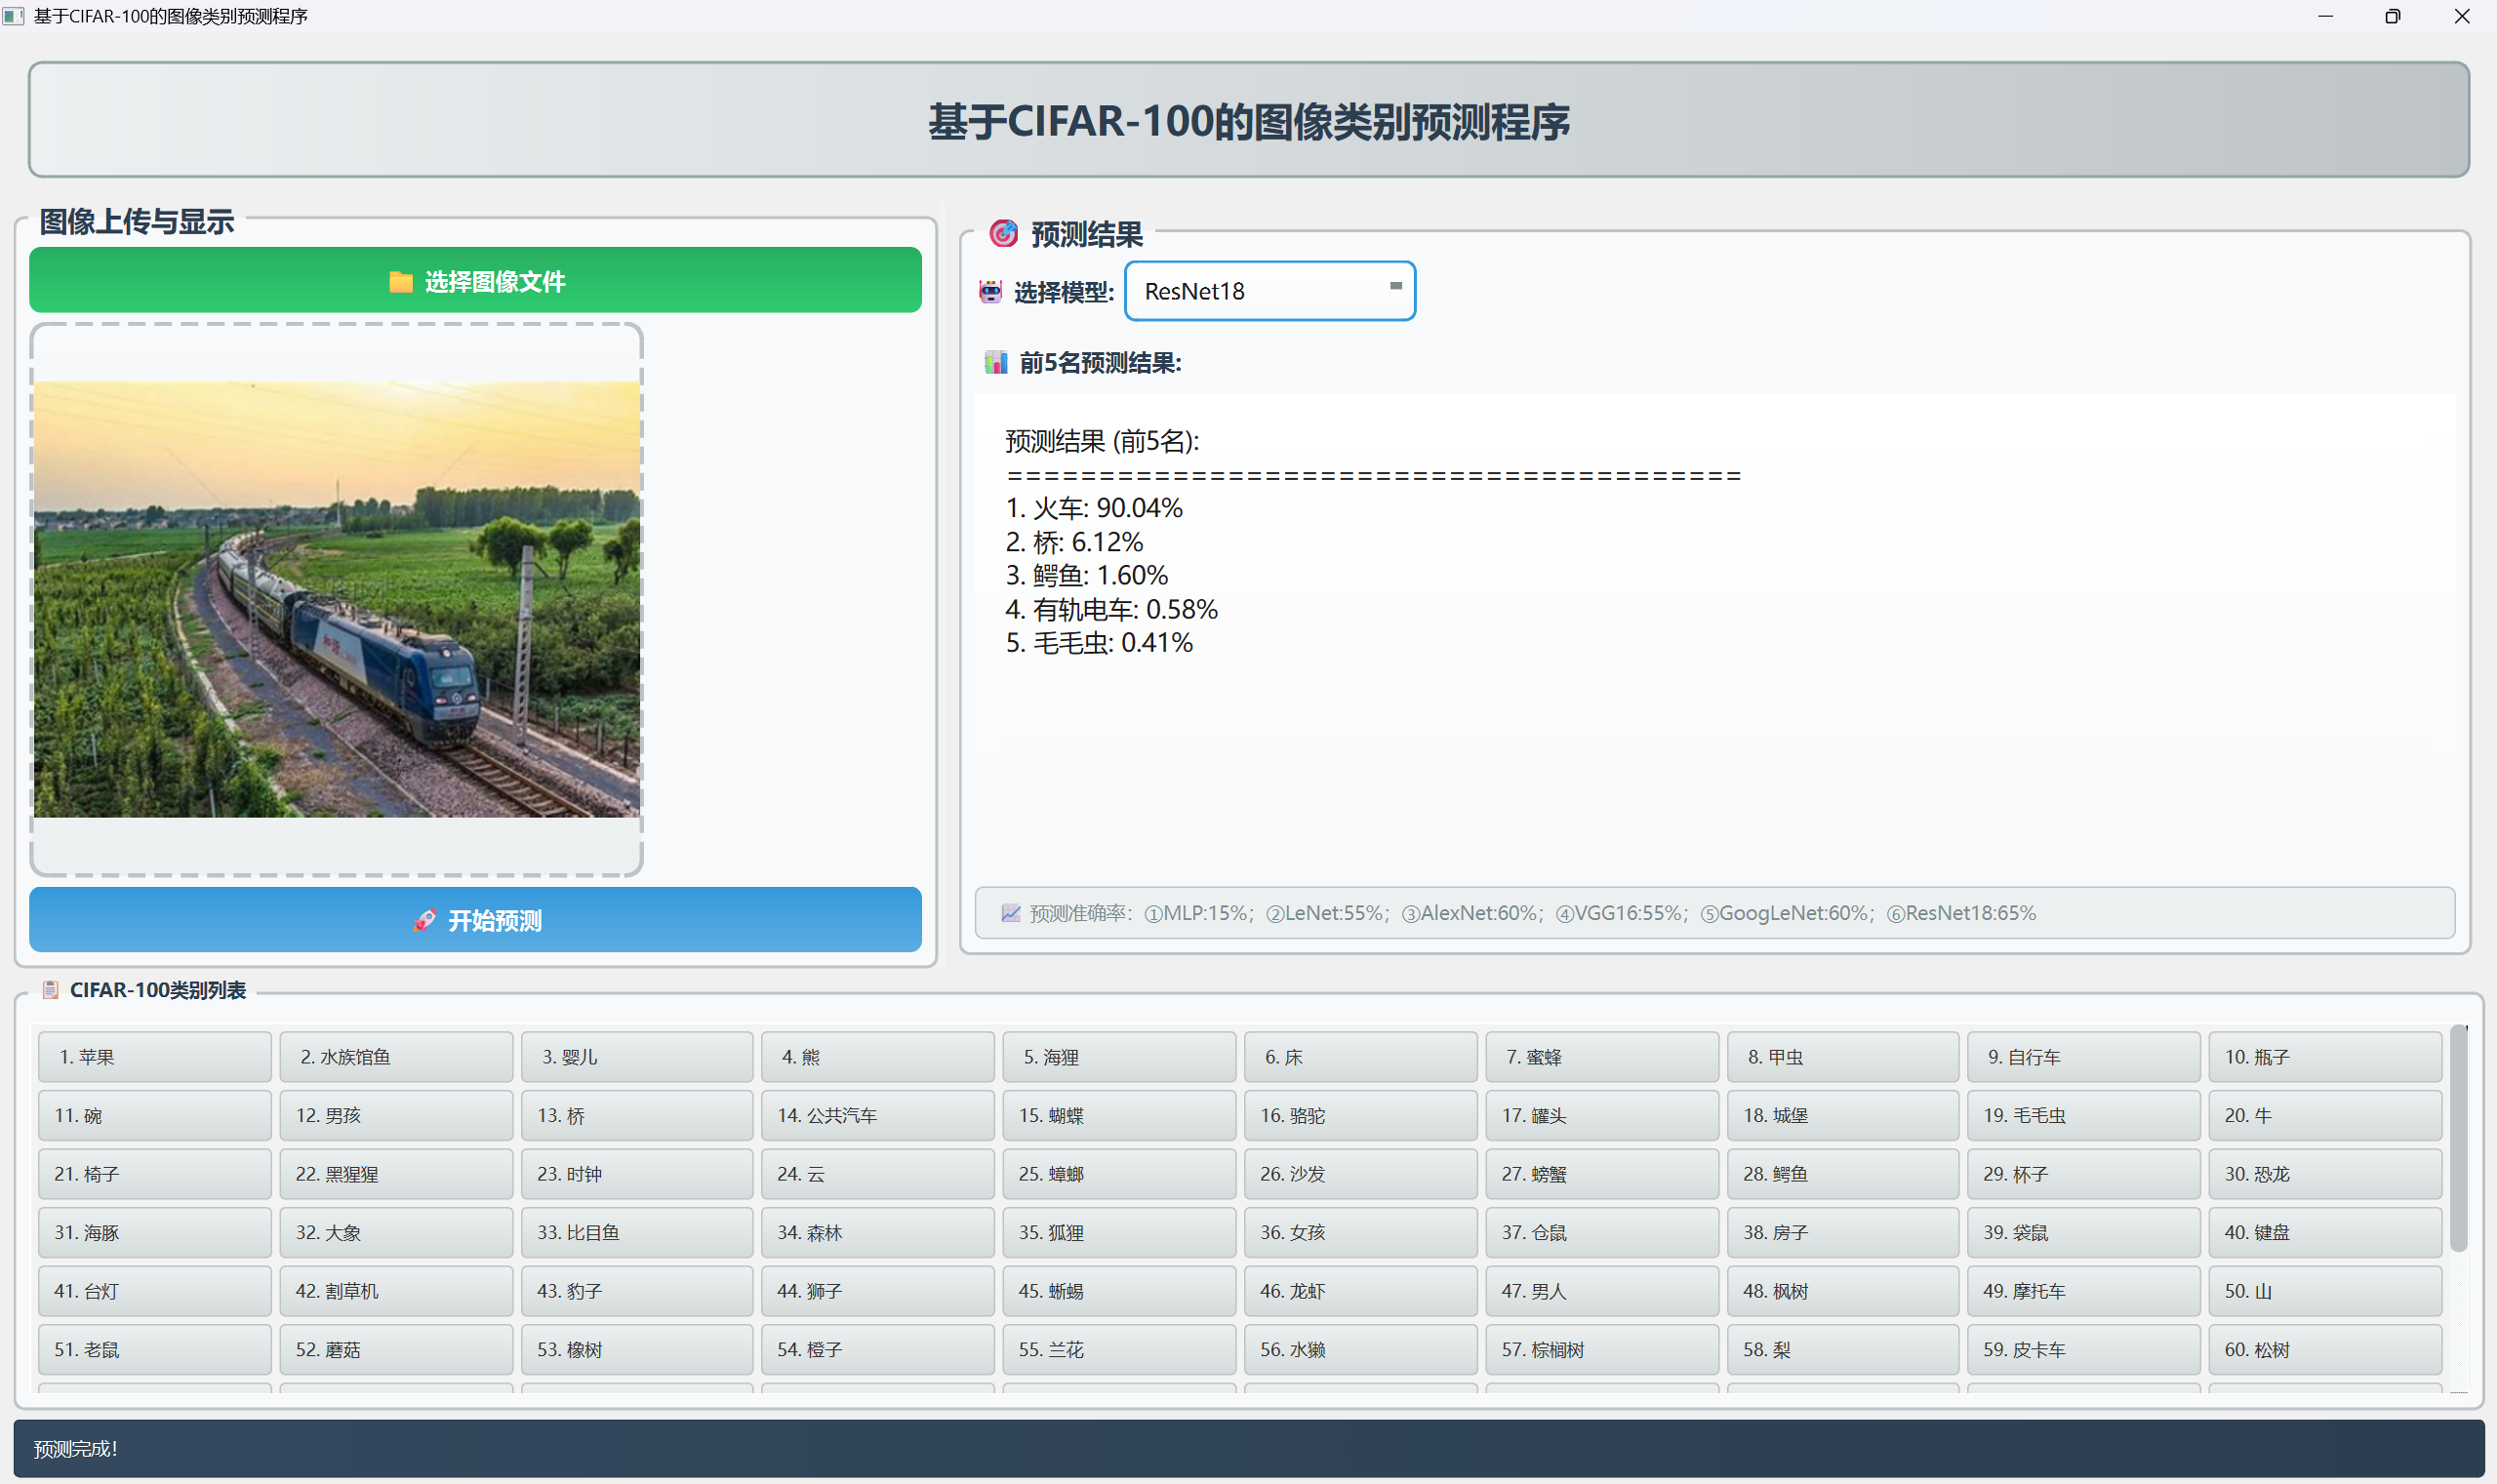 基于CIFAR-100的图像类别预测程序
基于CIFAR-100的图像类别预测程序
图像上传与显示
选择图像文件
开始预测
预测结果
选择模型: ResNet18
前5名预测结果:
预测结果 (前5名):
========================================
1. 火车: 90.04%
2. 桥: 6.12%
3. 鳄鱼: 1.60%
4. 有轨电车: 0.58%
5. 毛毛虫: 0.41%
预测准确率：①MLP:15%；②LeNet:55%；③AlexNet:60%；④VGG16:55%；⑤GoogLeNet:60%；⑥ResNet18:65%
CIFAR-100类别列表
1. 苹果 2. 水族馆鱼 3. 婴儿 4. 熊 5. 海狸 6. 床 7. 蜜蜂 8. 甲虫 9. 自行车 10. 瓶子
11. 碗 12. 男孩 13. 桥 14. 公共汽车 15. 蝴蝶 16. 骆驼 17. 罐头 18. 城堡 19. 毛毛虫 20. 牛
21. 椅子 22. 黑猩猩 23. 时钟 24. 云 25. 蟑螂 26. 沙发 27. 螃蟹 28. 鳄鱼 29. 杯子 30. 恐龙
31. 海豚 32. 大象 33. 比目鱼 34. 森林 35. 狐狸 36. 女孩 37. 仓鼠 38. 房子 39. 袋鼠 40. 键盘
41. 台灯 42. 割草机 43. 豹子 44. 狮子 45. 蜥蜴 46. 龙虾 47. 男人 48. 枫树 49. 摩托车 50. 山
51. 老鼠 52. 蘑菇 53. 橡树 54. 橙子 55. 兰花 56. 水獭 57. 棕榈树 58. 梨 59. 皮卡车 60. 松树
预测完成！